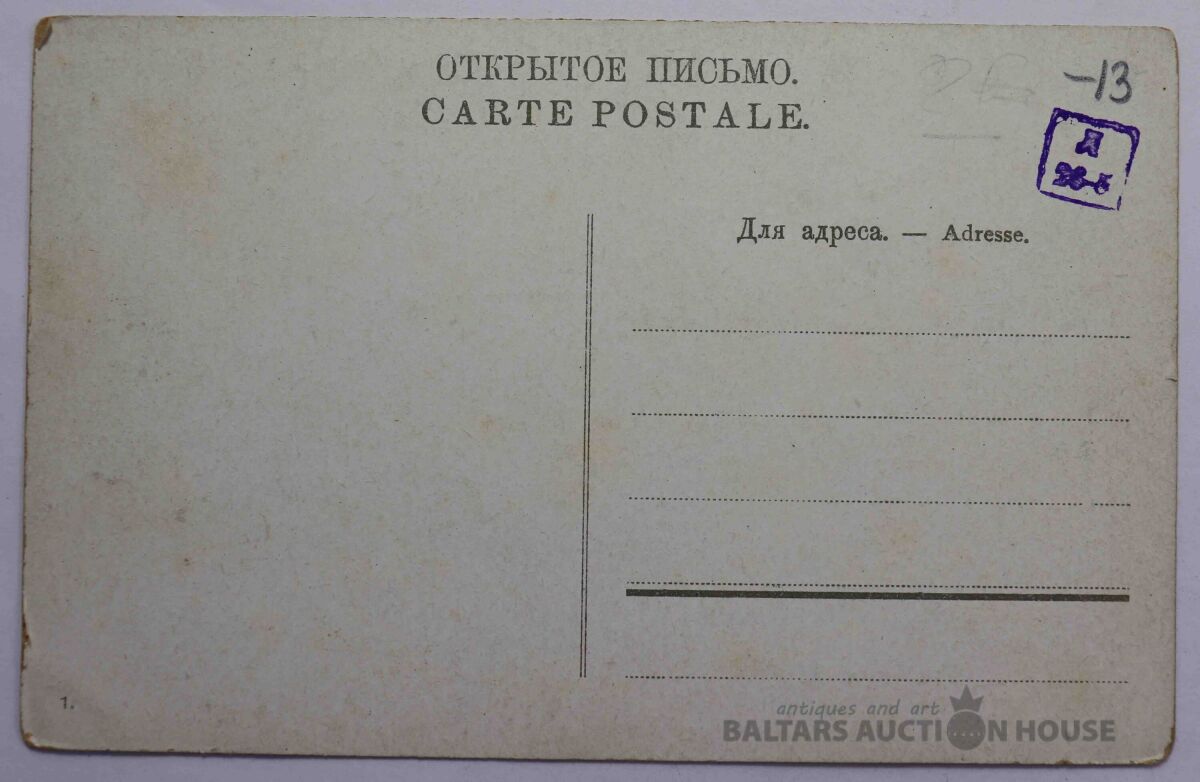 ОТКРЫТОЕ ПИСЬМО.
CARTE POSTALE.
-13
Для адреса. — Adresse.
1.
antiques and art
BALTARS AUCTION HOUSE